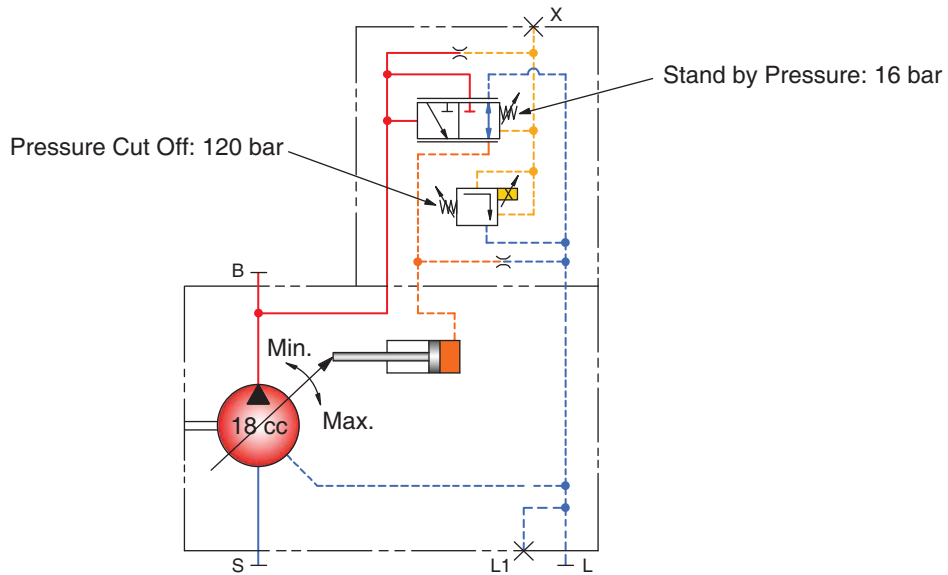 X
Stand by Pressure: 16 bar
Pressure Cut Off: 120 bar
B
Min.
Max.
18 cc
S
L1
L